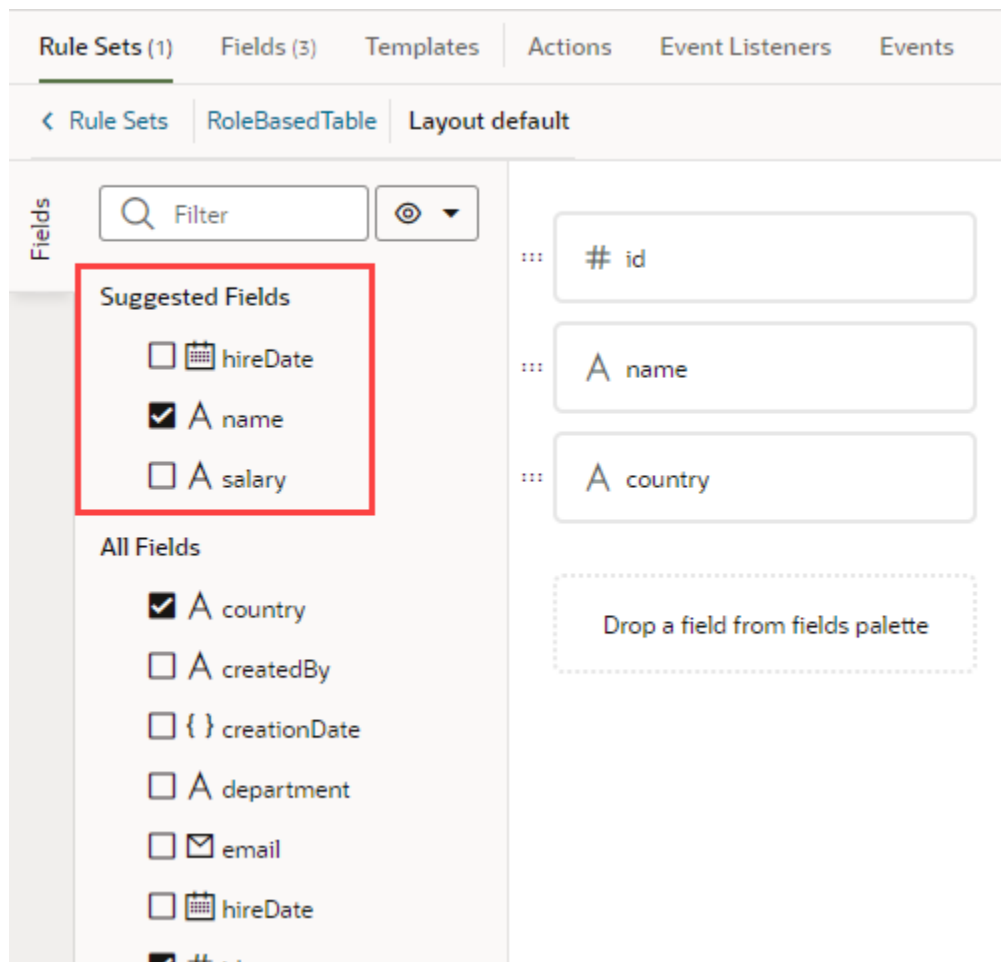 Rule Sets (1) Fields (3) Templates Actions Event Listeners Events
Rule Sets RoleBasedTable Layout default
Fields
Filter
Suggested Fields
hireDate
name
salary
All Fields
country
createdBy
{ } creationDate
department
email
hireDate
# id
name
country
Drop a field from fields palette